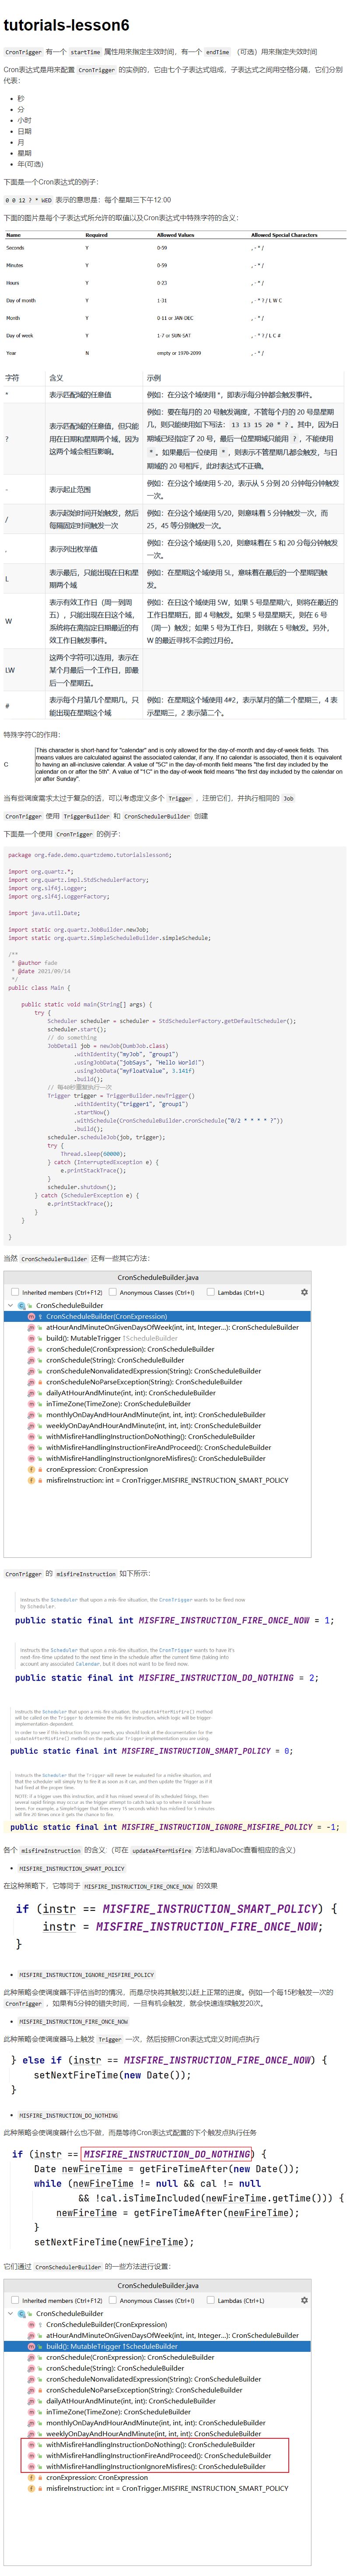 tutorials-lesson6
CronTrigger 有一个 startTime 属性用来指定生效时间，有一个 endTime （可选）用来指定失效时间
Cron表达式是用来配置 CronTrigger 的实例的，它由七个子表达式组成，子表达式之间用空格分隔，它们分别
代表：
• 秒
• 分
• 小时
• 日期
• 月
• 星期
• 年(可选)
下面是一个Cron表达式的例子：
0 0 12 ? * WED 表示的意思是：每个星期三下午12:00
下面的图片是每个子表达式所允许的取值以及Cron表达式中特殊字符的含义：
Name Required Allowed Values Allowed Special Characters
Seconds Y 0-59 , - * /
Minutes Y 0-59 , - * /
Hours Y 0-23 , - * /
Day of month Y 1-31 , - * ? / L W C
Month Y 0-11 or JAN-DEC , - * /
Day of week Y 1-7 or SUN-SAT , - * ? / L C #
Year N empty or 1970-2099 , - * /
字符 含义 示例
* 表示匹配域的任意值 例如：在分这个域使用 *，即表示每分钟都会触发事件。
? 表示匹配域的任意值，但只能用在日期和星期两个域，因为这两个域会相互影响。 例如：要在每月的 20 号触发调度，不管每个月的 20 号是星期几，则只能使用如下写法：13 13 15 20 * ?。其中，因为日期域已经指定了 20 号，最后一位星期域只能用 ?，不能使用 *。如果最后一位使用 *，则表示不管星期几都会触发，与日期域的 20 号相斥，此时表达式不正确。
- 表示起止范围 例如：在分这个域使用 5-20，表示从 5 分到 20 分钟每分钟触发一次。
/ 表示起始时间开始触发，然后每隔固定时间触发一次 例如：在分这个域使用 5/20，则意味着 5 分钟触发一次，而 25，45 等分别触发一次。
, 表示列出枚举值 例如：在分这个域使用 5,20，则意味着在 5 和 20 分每分钟触发一次。
L 表示最后，只能出现在日和星期两个域 例如：在星期这个域使用 5L，意味着在最后的一个星期四触发。
W 表示有效工作日（周一到周五），只能出现在日这个域，系统将在离指定日期最近的有效工作日触发事件。 例如：在日这个域使用 5W，如果 5 号是星期六，则将在最近的工作日星期五，即 4 号触发。如果 5 号是星期天，则在 6 号（周一）触发；如果 5 号为工作日，则就在 5 号触发。另外，W 的最近寻找不会跨过月份。
LW 这两个字符可以连用，表示在某个月最后一个工作日，即最后一个星期五。
# 表示每个月第几个星期几，只能出现在星期这个域 例如：在星期这个域使用 4#2，表示某月的第二个星期三，4 表示星期三，2 表示第二个。
特殊字符C的作用：
C This character is short-hand for "calendar" and is only allowed for the day-of-month and day-of-week fields. This
means values are calculated against the associated calendar, if any. If no calendar is associated, then it is equivalent
to having an all-inclusive calendar. A value of "5C" in the day-of-month field means "the first day included by the
calendar on or after the 5th". A value of "1C" in the day-of-week field means "the first day included by the calendar
on or after Sunday".
当有些调度需求太过于复杂的话，可以考虑定义多个 Trigger ，注册它们，并执行相同的 Job
CronTrigger 使用 TriggerBuilder 和 CronScheduleBuilder 创建
下面是一个使用 CronTrigger 的例子：
package org.fade.demo.quartzdemo.tutorialslesson6;
import org.quartz.*;
import org.quartz.impl.StdSchedulerFactory;
import org.slf4j.Logger;
import org.slf4j.LoggerFactory;
import java.util.Date;
import static org.quartz.JobBuilder.newJob;
import static org.quartz.SimpleScheduleBuilder.simpleSchedule;
/**
* @author fade
* @date 2021/09/14
*/
public class Main {
public static void main(String[] args) {
try {
Scheduler scheduler = scheduler = StdSchedulerFactory.getDefaultScheduler();
scheduler.start();
// do something
JobDetail job = newJob(DumbJob.class)
.withIdentity("myJob", "group1")
.usingJobData("jobSays", "Hello World!")
.usingJobData("myFloatValue", 3.141f)
.build();
// 每40秒重复执行一次
Trigger trigger = TriggerBuilder.newTrigger()
.withIdentity("trigger1", "group1")
.startNow()
.withSchedule(CronScheduleBuilder.cronSchedule("0/2 * * * * ?"))
.build();
scheduler.scheduleJob(job, trigger);
try {
Thread.sleep(60000);
} catch (InterruptedException e) {
e.printStackTrace();
}
scheduler.shutdown();
} catch (SchedulerException e) {
e.printStackTrace();
}
}
}
当然 CronSchedulerBuilder 还有一些其它方法：
CronScheduleBuilder.java
Inherited members (Ctrl+F12) Anonymous Classes (Ctrl+I) Lambdas (Ctrl+L)
CronScheduleBuilder
CronScheduleBuilder(CronExpression)
atHourAndMinuteOnGivenDaysOfWeek(int, int, Integer...): CronScheduleBuilder
build(): MutableTrigger ↑ScheduleBuilder
cronSchedule(CronExpression): CronScheduleBuilder
cronSchedule(String): CronScheduleBuilder
cronScheduleNonvalidatedExpression(String): CronScheduleBuilder
cronScheduleNoParseException(String): CronScheduleBuilder
dailyAtHourAndMinute(int, int): CronScheduleBuilder
inTimeZone(TimeZone): CronScheduleBuilder
monthlyOnDayAndHourAndMinute(int, int, int): CronScheduleBuilder
weeklyOnDayAndHourAndMinute(int, int, int): CronScheduleBuilder
withMisfireHandlingInstructionDoNothing(): CronScheduleBuilder
withMisfireHandlingInstructionFireAndProceed(): CronScheduleBuilder
withMisfireHandlingInstructionIgnoreMisfires(): CronScheduleBuilder
cronExpression: CronExpression
misfireInstruction: int = CronTrigger.MISFIRE_INSTRUCTION_SMART_POLICY
CronTrigger 的 misfireInstruction 如下所示：
Instructs the Scheduler that upon a mis-fire situation, the CronTrigger wants to be fired now
by Scheduler.
public static final int MISFIRE_INSTRUCTION_FIRE_ONCE_NOW = 1;
Instructs the Scheduler that upon a mis-fire situation, the CronTrigger wants to have it's
next-fire-time updated to the next time in the schedule after the current time (taking into
account any associated Calendar, but it does not want to be fired now.
public static final int MISFIRE_INSTRUCTION_DO_NOTHING = 2;
Instructs the Scheduler that upon a mis-fire situation, the updateAfterMisfire() method
will be called on the Trigger to determine the mis-fire instruction, which logic will be trigger
implementation dependent.
In order to see if this instruction fits your needs, you should look at the documentation for the
updateAfterMisfire() method on the particular Trigger implementation you are using.
public static final int MISFIRE_INSTRUCTION_SMART_POLICY = 0;
Instructs the Scheduler that the Trigger will never be evaluated for a misfire situation, and
that the scheduler will simply try to fire it as soon as it can, and then update the Trigger as if it
had fired at the proper time.
NOTE: if a trigger uses this instruction, and it has missed several of its scheduled firings, then
several rapid firings may occur as the trigger attempt to catch back up to where it would have
been. For example, a SimpleTrigger that fires every 15 seconds which has misfired for 5 minutes
will fire 20 times once it gets the chance to fire.
public static final int MISFIRE_INSTRUCTION_IGNORE_MISFIRE_POLICY = -1;
各个 misfireInstruction 的含义:（可在 updateAfterMisfire 方法和JavaDoc查看相应的含义)
• MISFIRE_INSTRUCTION_SMART_POLICY
在这种策略下，它等同于 MISFIRE_INSTRUCTION_FIRE_ONCE_NOW 的效果
if (instr == MISFIRE_INSTRUCTION_SMART_POLICY) {
instr = MISFIRE_INSTRUCTION_FIRE_ONCE_NOW;
}
• MISFIRE_INSTRUCTION_IGNORE_MISFIRE_POLICY
此种策略会使调度器不评估当时的情况，而是尽快将其触发以赶上正常的进度。例如一个每15秒触发一次的
CronTrigger ，如果有5分钟的错失时间，一旦有机会触发，就会快速连续触发20次。
• MISFIRE_INSTRUCTION_FIRE_ONCE_NOW
此种策略会使调度器马上触发 Trigger 一次，然后按照Cron表达式定义时间点执行
} else if (instr == MISFIRE_INSTRUCTION_FIRE_ONCE_NOW) {
setNextFireTime(new Date());
}
• MISFIRE_INSTRUCTION_DO_NOTHING
此种策略会使调度器什么也不做，而是等待Cron表达式配置的下个触发点执行任务
if (instr == MISFIRE_INSTRUCTION_DO_NOTHING) {
Date newFireTime = getFireTimeAfter(new Date());
while (newFireTime != null && cal != null
&& !cal.isTimeIncluded(newFireTime.getTime())) {
newFireTime = getFireTimeAfter(newFireTime);
}
setNextFireTime(newFireTime);
它们通过 CronSchedulerBuilder 的一些方法进行设置：
CronScheduleBuilder.java
Inherited members (Ctrl+F12) Anonymous Classes (Ctrl+I) Lambdas (Ctrl+L)
CronScheduleBuilder
CronScheduleBuilder(CronExpression)
atHourAndMinuteOnGivenDaysOfWeek(int, int, Integer...): CronScheduleBuilder
build(): MutableTrigger ↑ScheduleBuilder
cronSchedule(CronExpression): CronScheduleBuilder
cronSchedule(String): CronScheduleBuilder
cronScheduleNonvalidatedExpression(String): CronScheduleBuilder
cronScheduleNoParseException(String): CronScheduleBuilder
dailyAtHourAndMinute(int, int): CronScheduleBuilder
inTimeZone(TimeZone): CronScheduleBuilder
monthlyOnDayAndHourAndMinute(int, int, int): CronScheduleBuilder
weeklyOnDayAndHourAndMinute(int, int, int): CronScheduleBuilder
withMisfireHandlingInstructionDoNothing(): CronScheduleBuilder
withMisfireHandlingInstructionFireAndProceed(): CronScheduleBuilder
withMisfireHandlingInstructionIgnoreMisfires(): CronScheduleBuilder
cronExpression: CronExpression
misfireInstruction: int = CronTrigger.MISFIRE_INSTRUCTION_SMART_POLICY